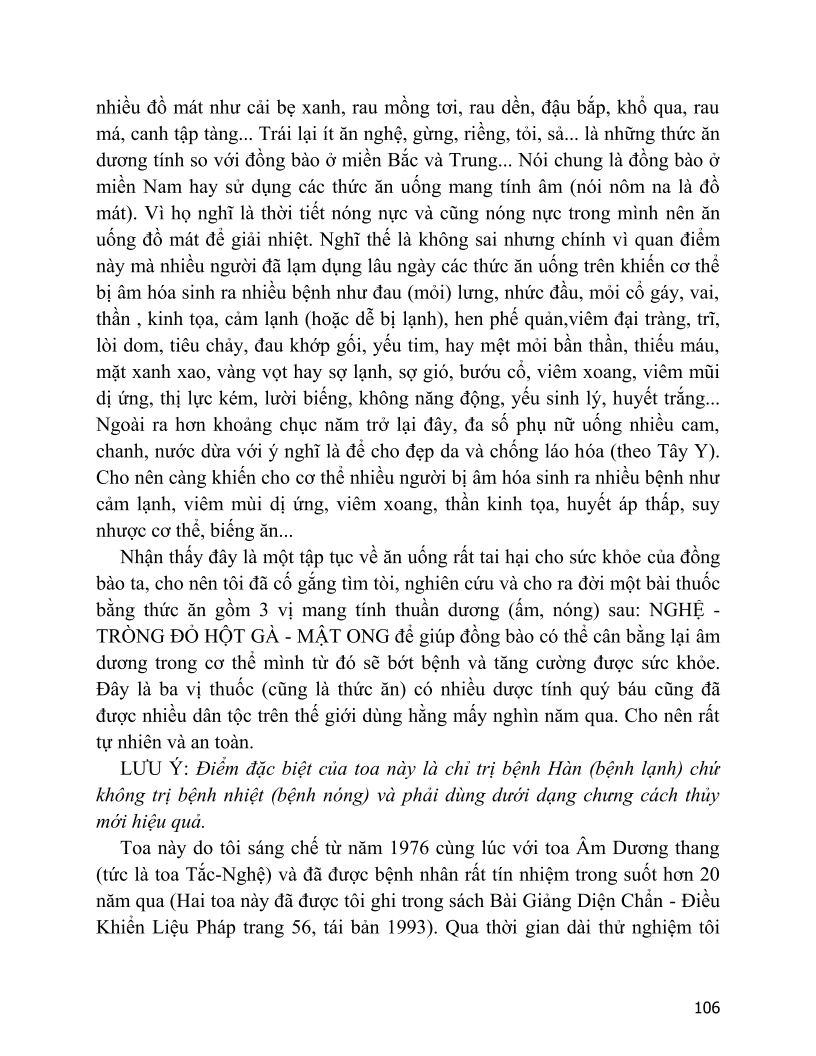 nhiều đồ mát như cải bẹ xanh, rau mồng tơi, rau dền, đậu bắp, khổ qua, rau
má, canh tập tàng... Trái lại ít ăn nghệ, gừng, riềng, tỏi, sả... là những thức ăn
dương tính so với đồng bào ở miền Bắc và Trung... Nói chung là đồng bào ở
miền Nam hay sử dụng các thức ăn uống mang tính âm (nói nôm na là đồ
mát). Vì họ nghĩ là thời tiết nóng nực và cũng nóng nực trong mình nên ăn
uống đồ mát để giải nhiệt. Nghĩ thế là không sai nhưng chính vì quan điểm
này mà nhiều người đã lạm dụng lâu ngày các thức ăn uống trên khiến cơ thể
bị âm hóa sinh ra nhiều bệnh như đau (mỏi) lưng, nhức đầu, mỏi cổ gáy, vai,
thần , kinh tọa, cảm lạnh (hoặc dễ bị lạnh), hen phế quản,viêm đại tràng, trĩ,
lòi dom, tiêu chảy, đau khớp gối, yếu tim, hay mệt mỏi bần thần, thiếu máu,
mặt xanh xao, vàng vọt hay sợ lạnh, sợ gió, bướu cổ, viêm xoang, viêm mũi
dị ứng, thị lực kém, lười biếng, không năng động, yếu sinh lý, huyết trắng...
Ngoài ra hơn khoảng chục năm trở lại đây, đa số phụ nữ uống nhiều cam,
chanh, nước dừa với ý nghĩ là để cho đẹp da và chống láo hóa (theo Tây Y).
Cho nên càng khiến cho cơ thể nhiều người bị âm hóa sinh ra nhiều bệnh như
cảm lạnh, viêm mùi dị ứng, viêm xoang, thần kinh tọa, huyết áp thấp, suy
nhược cơ thể, biếng ăn...
Nhận thấy đây là một tập tục về ăn uống rất tai hại cho sức khỏe của đồng
bào ta, cho nên tôi đã cố gắng tìm tòi, nghiên cứu và cho ra đời một bài thuốc
bằng thức ăn gồm 3 vị mang tính thuần dương (ấm, nóng) sau: NGHỆ -
TRÒNG ĐỎ HỘT GÀ - MẬT ONG để giúp đồng bào có thể cân bằng lại âm
dương trong cơ thể mình từ đó sẽ bớt bệnh và tăng cường được sức khỏe.
Đây là ba vị thuốc (cũng là thức ăn) có nhiều dược tính quý báu cũng đã
được nhiều dân tộc trên thế giới dùng hằng mấy nghìn năm qua. Cho nên rất
tự nhiên và an toàn.
LƯU Ý: Điểm đặc biệt của toa này là chỉ trị bệnh Hàn (bệnh lạnh) chứ
không trị bệnh nhiệt (bệnh nóng) và phải dùng dưới dạng chưng cách thủy
mới hiệu quả.
Toa này do tôi sáng chế từ năm 1976 cùng lúc với toa Âm Dương thang
(tức là toa Tắc-Nghệ) và đã được bệnh nhân rất tín nhiệm trong suốt hơn 20
năm qua (Hai toa này đã được tôi ghi trong sách Bài Giảng Diện Chẩn - Điều
Khiển Liệu Pháp trang 56, tái bản 1993). Qua thời gian dài thử nghiệm tôi
106